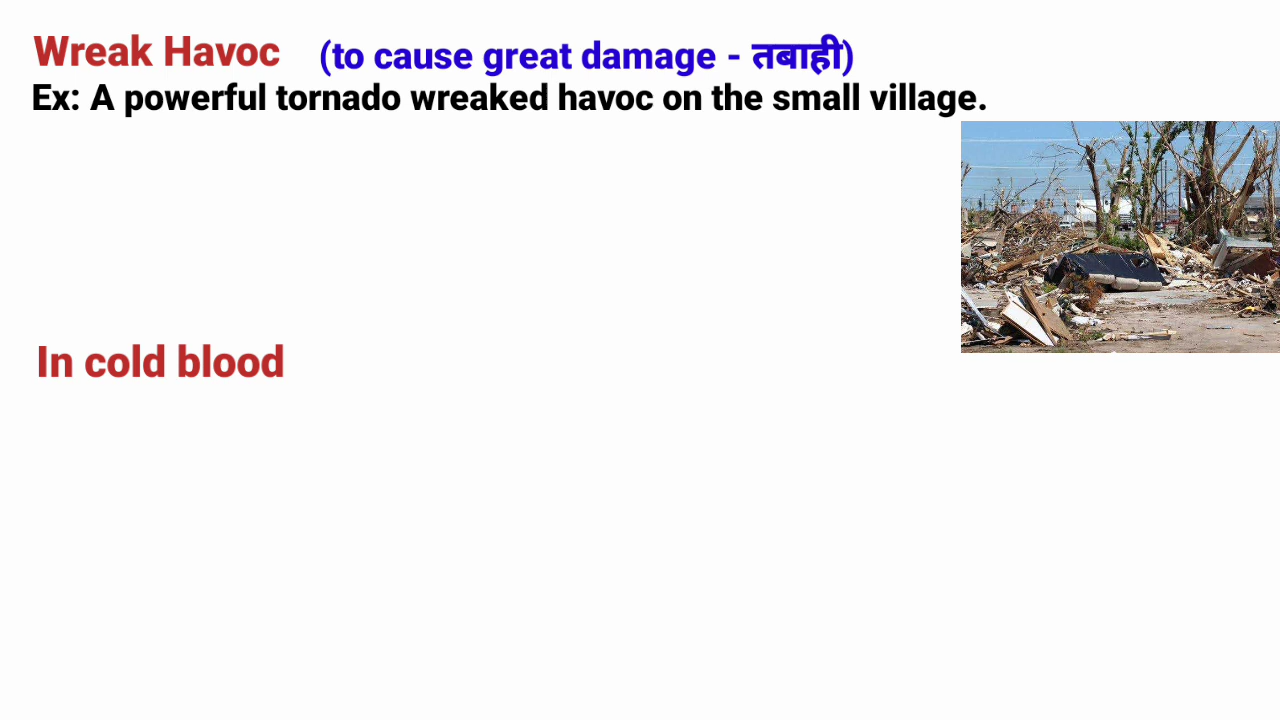 Wreak Havoc (to cause great damage - तबाही)
Ex: A powerful tornado wreaked havoc on the small village.
In cold blood